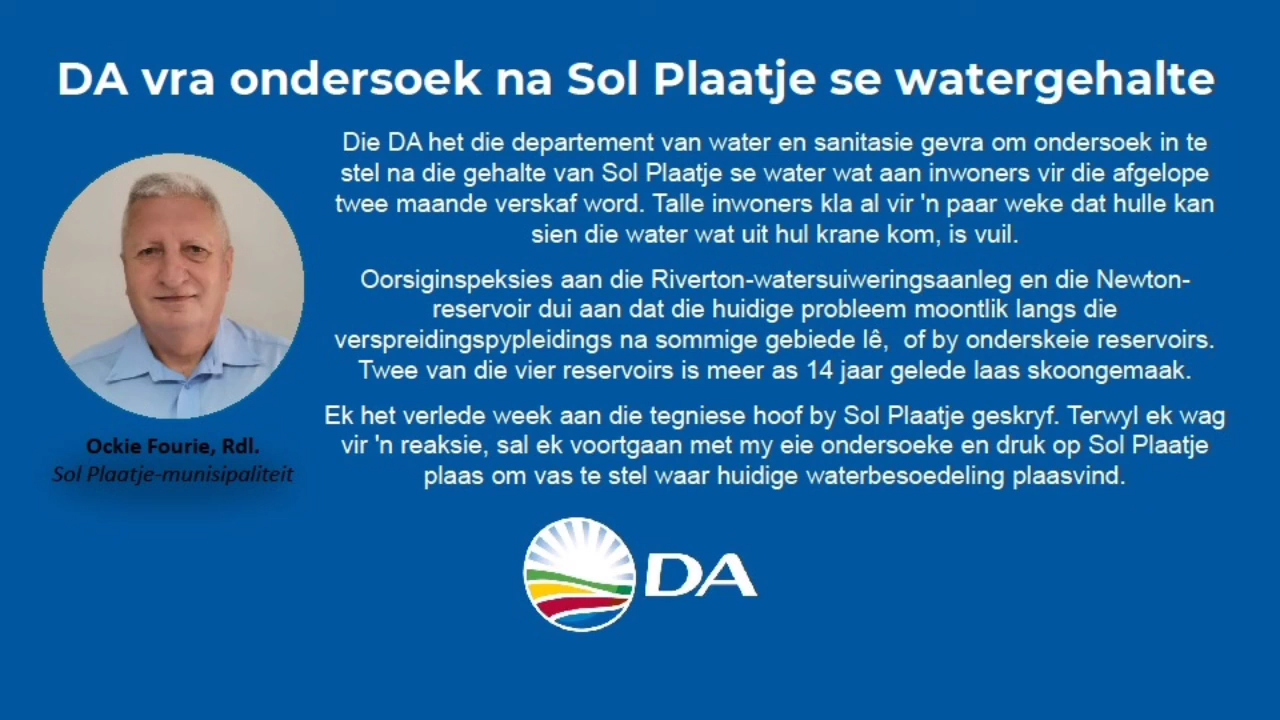 DA vra ondersoek na Sol Plaatje se watergehalte
Die DA het die departement van water en sanitasie gevra om ondersoek in te
stel na die gehalte van Sol Plaatje se water wat aan inwoners vir die afgelope
twee maande verskaf word. Talle inwoners kla al vir 'n paar weke dat hulle kan
sien die water wat uit hul krane kom, is vuil.
Oorsiginspeksies aan die Riverton-watersuiweringsaanleg en die Newton-
reservoir dui aan dat die huidige probleem moontlik langs die
verspreidingspypleidings na sommige gebiede lê,  of by onderskeie reservoirs.
Twee van die vier reservoirs is meer as 14 jaar gelede laas skoongemaak.
Ek het verlede week aan die tegniese hoof by Sol Plaatje geskryf. Terwyl ek wag
vir 'n reaksie, sal ek voortgaan met my eie ondersoeke en druk op Sol Plaatje
plaas om vas te stel waar huidige waterbesoedeling plaasvind.
Ockie Fourie, Rdl.
Sol Plaatje-munisipaliteit
DA